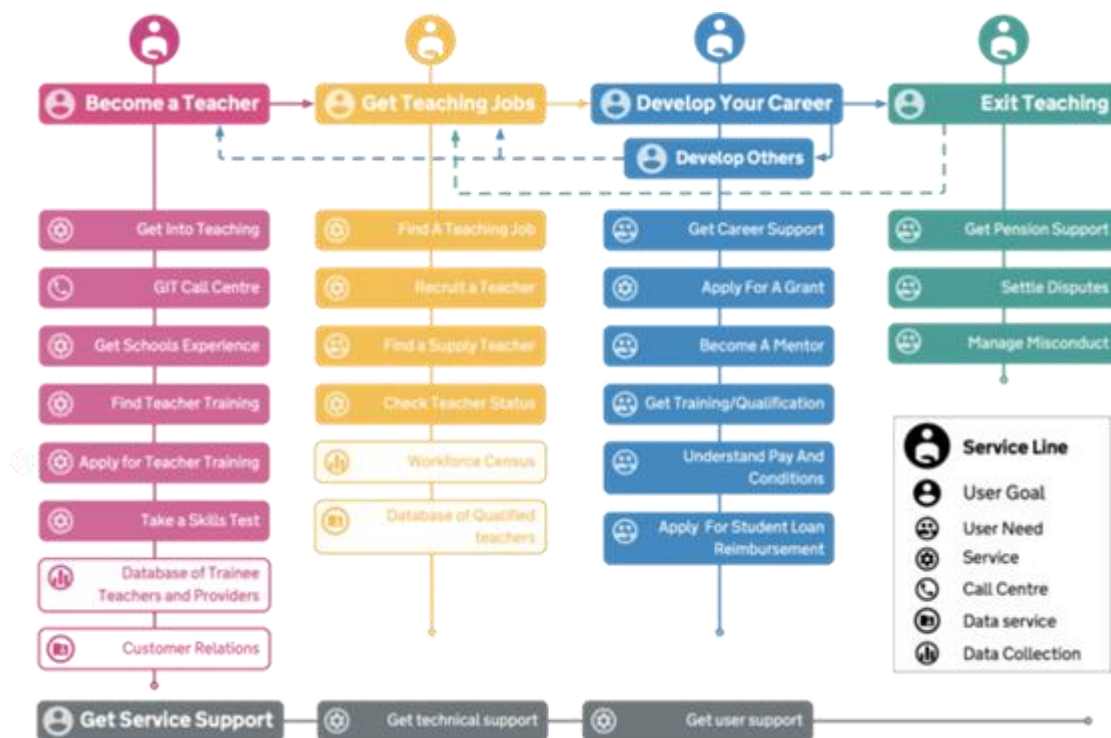 Become a Teacher
Get Teaching Jobs
Develop Your Career
Exit Teaching
Develop Others
Get Into Teaching
GIT Call Centre
Get Schools Experience
Find Teacher Training
Apply for Teacher Training
Take a Skills Test
Database of Trainee
Teachers and Providers
Customer Relations
Find A Teaching Job
Recruit a Teacher
Find a Supply Teacher
Check Teacher Status
Workforce Census
Database of Qualified
teachers
Get Career Support
Apply For A Grant
Become A Mentor
Get Training/Qualification
Understand Pay And
Conditions
Apply For Student Loan
Reimbursement
Get Pension Support
Settle Disputes
Manage Misconduct
Service Line
User Goal
User Need
Service
Call Centre
Data service
Data Collection
Get Service Support
Get technical support
Get user support